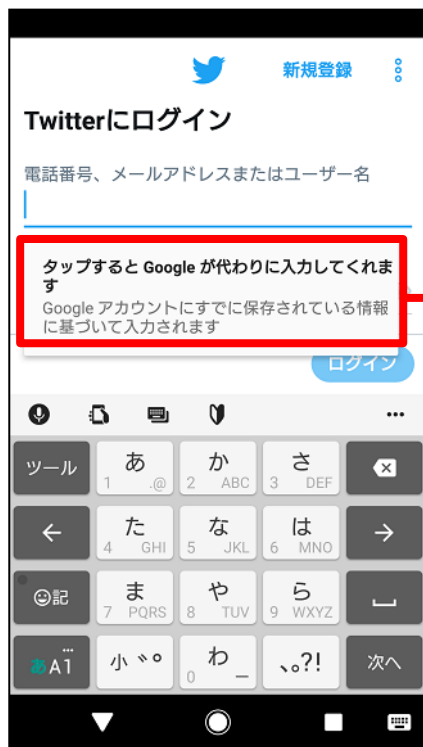 新規登録
Twitterにログイン
電話番号、メールアドレスまたはユーザー名
タップすると Google が代わりに入力してくれま
す
Google アカウントにすでに保存されている情報
に基づいて入力されます
ログイン
ツール あ 1 .@ か 2 ABC さ 3 DEF
← た 4 GHI な 5 JKL は 6 MNO →
記 ま 7 PQRS や 8 TUV ら 9 WXYZ
あA1 小゛゜ わ 0 _ 、。?! 次へ